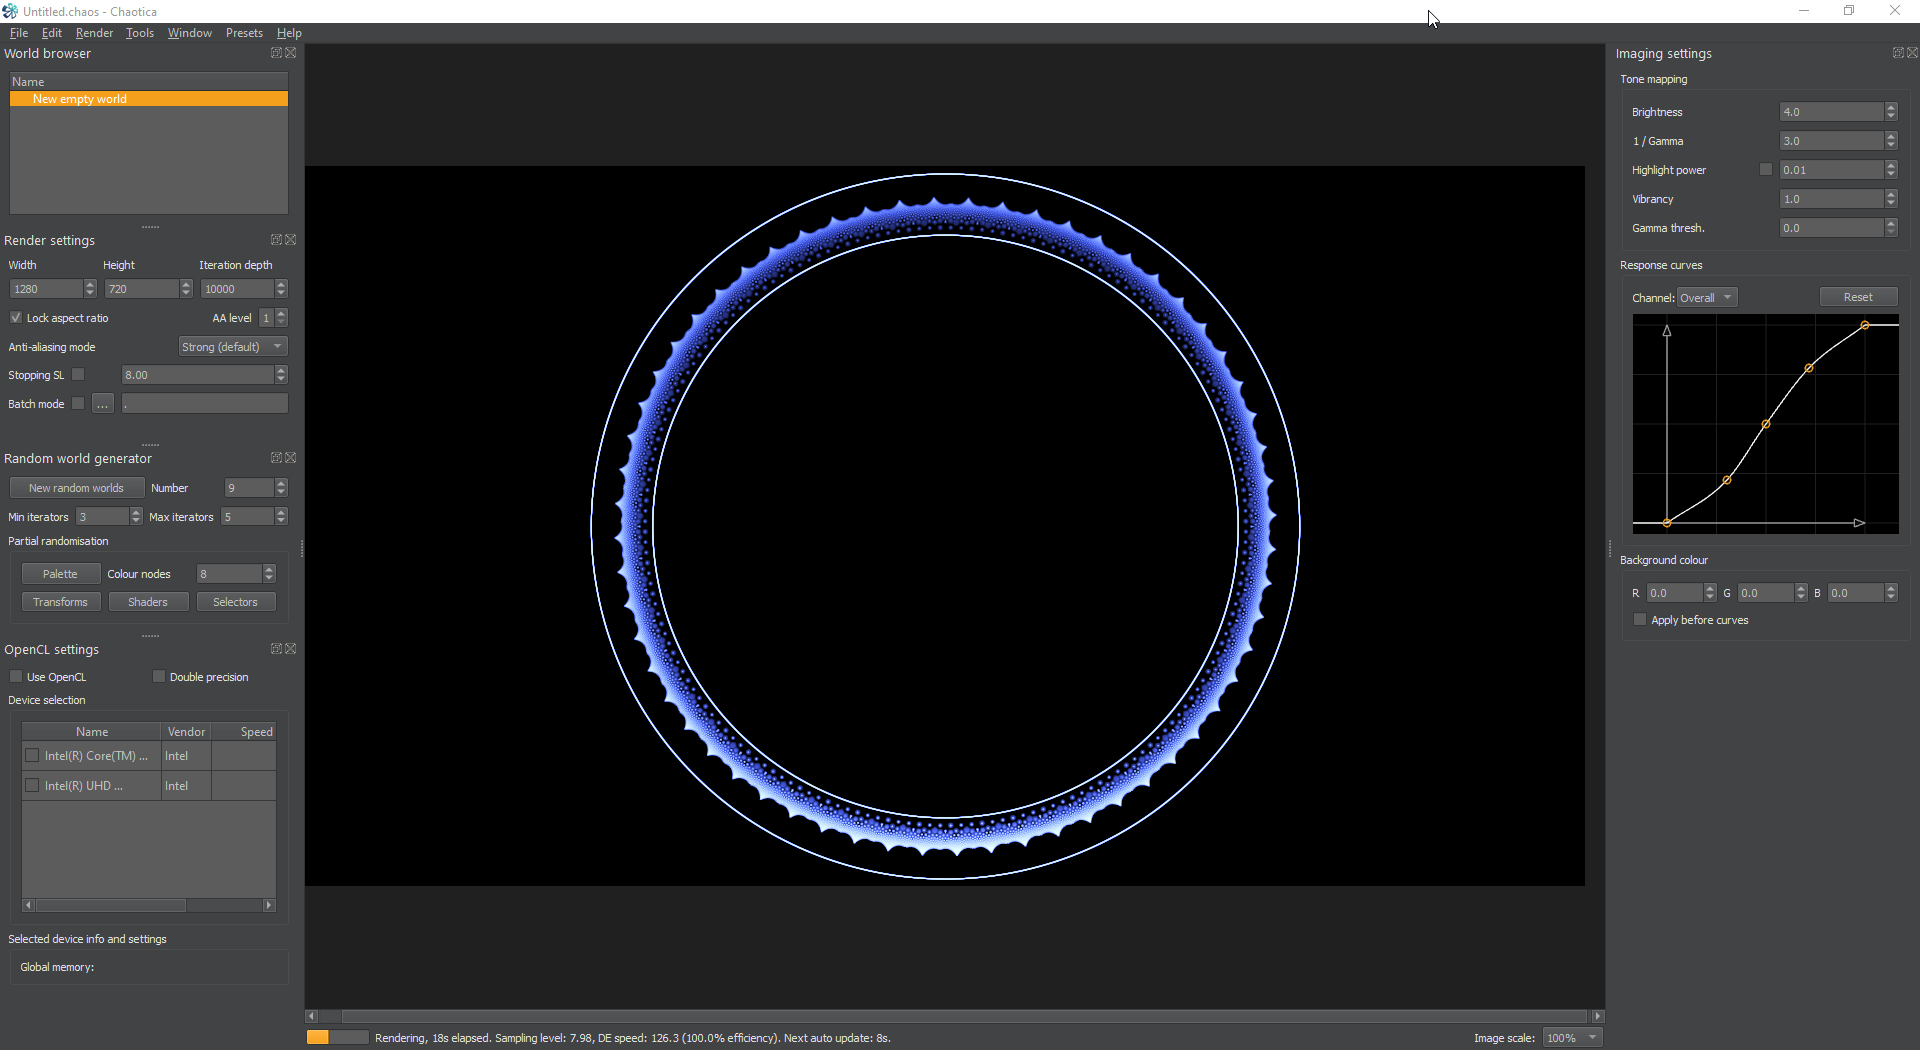 Untitled.chaos - Chaotica
File Edit Render Tools Window Presets Help
World browser
Name
New empty world
Render settings
Width Height Iteration depth
1280 720 10000
Lock aspect ratio AA level 1
Anti-aliasing mode Strong (default)
Stopping SL 8.00
Batch mode ... .
Random world generator
New random worlds Number 9
Min iterators 3 Max iterators 5
Partial randomisation
Palette Colour nodes 8
Transforms Shaders Selectors
OpenCL settings
Use OpenCL Double precision
Device selection
Name Vendor Speed
Intel(R) Core(TM) ... Intel
Intel(R) UHD ... Intel
Selected device info and settings
Global memory:
Rendering, 18s elapsed. Sampling level: 7.98, DE speed: 126.3 (100.0% efficiency). Next auto update: 8s.
Image scale: 100%
Imaging settings
Tone mapping
Brightness 4.0
1 / Gamma 3.0
Highlight power 0.01
Vibrancy 1.0
Gamma thresh. 0.0
Response curves
Channel: Overall Reset
Background colour
R 0.0 G 0.0 B 0.0
Apply before curves